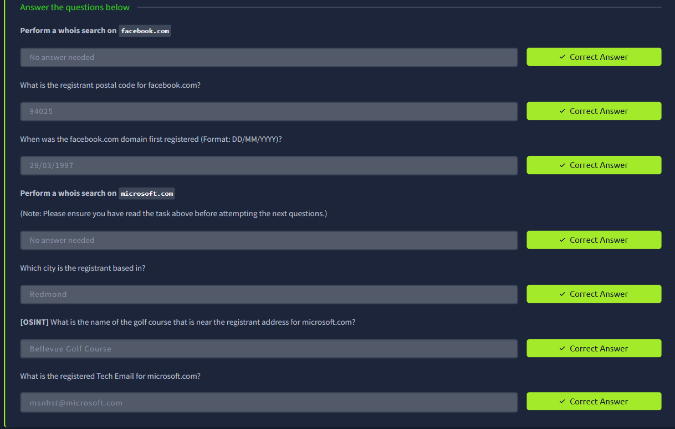 Answer the questions below
Perform a whois search on facebook.com
No answer needed
✓ Correct Answer
What is the registrant postal code for facebook.com?
94025
✓ Correct Answer
When was the facebook.com domain first registered (Format: DD/MM/YYYY)?
29/03/1997
✓ Correct Answer
Perform a whois search on microsoft.com
(Note: Please ensure you have read the task above before attempting the next questions.)
No answer needed
✓ Correct Answer
Which city is the registrant based in?
Redmond
✓ Correct Answer
[OSINT] What is the name of the golf course that is near the registrant address for microsoft.com?
Bellevue Golf Course
✓ Correct Answer
What is the registered Tech Email for microsoft.com?
msnhst@microsoft.com
✓ Correct Answer